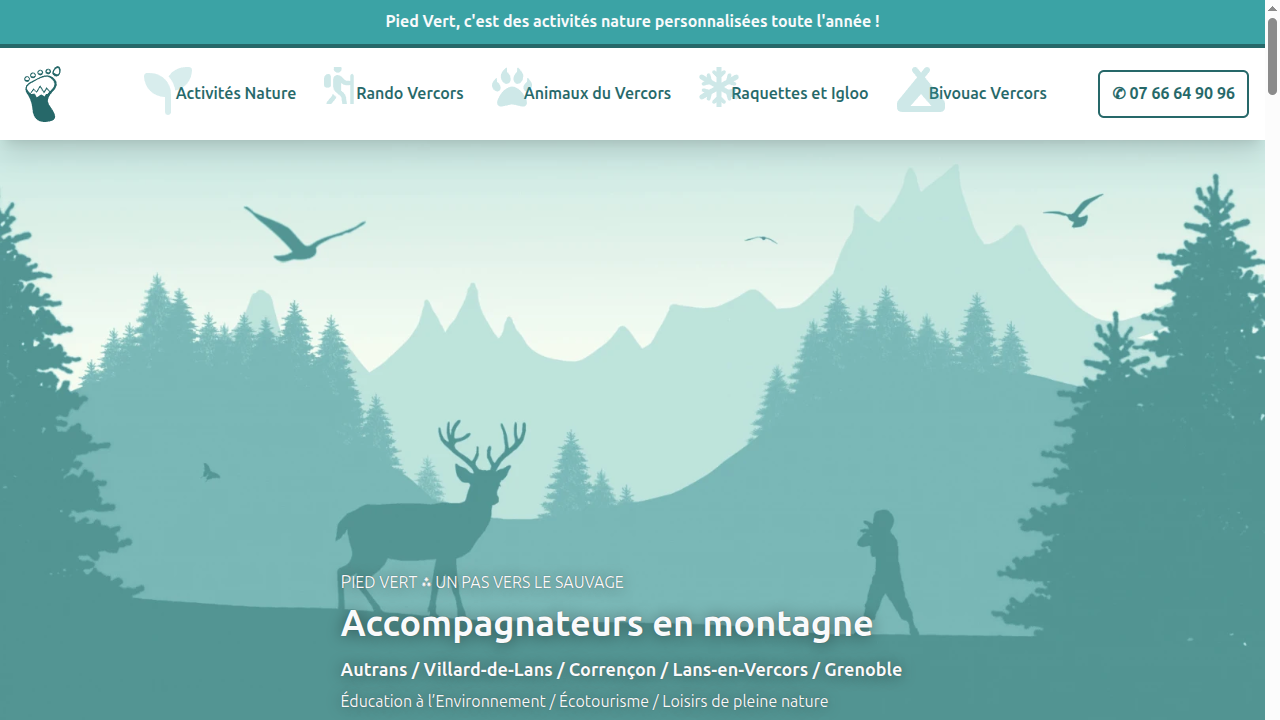 Pied Vert, c'est des activités nature personnalisées toute l'année !
Activités Nature
Rando Vercors
Animaux du Vercors
Raquettes et Igloo
Bivouac Vercors
✆ 07 66 64 90 96
PIED VERT ஃ UN PAS VERS LE SAUVAGE
Accompagnateurs en montagne
Autrans / Villard-de-Lans / Corrençon / Lans-en-Vercors / Grenoble
Éducation à l'Environnement / Écotourisme / Loisirs de pleine nature